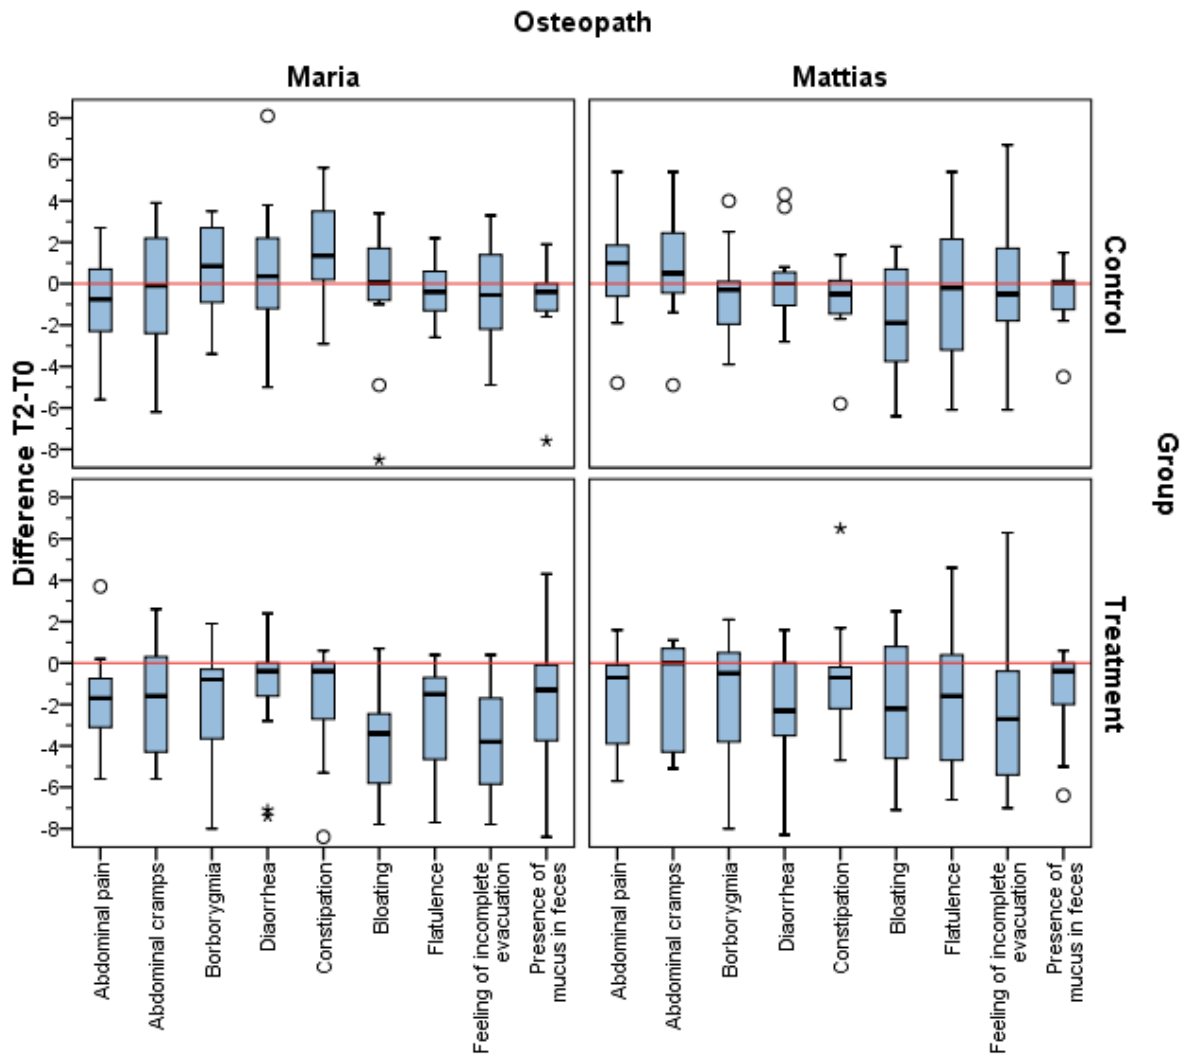 Osteopath
Maria
Mattias
8
6
4
2
0
-2
-4
-6
-8
Control
8
6
4
2
0
-2
-4
-6
-8
Treatment
Difference T2-T0
Group
Abdominal pain
Abdominal cramps
Borborygmia
Diaorrhea
Constipation
Bloating
Flatulence
Feeling of incomplete
evacuation
Presence of
mucus in feces
Abdominal pain
Abdominal cramps
Borborygmia
Diaorrhea
Constipation
Bloating
Flatulence
Feeling of incomplete
evacuation
Presence of
mucus in feces